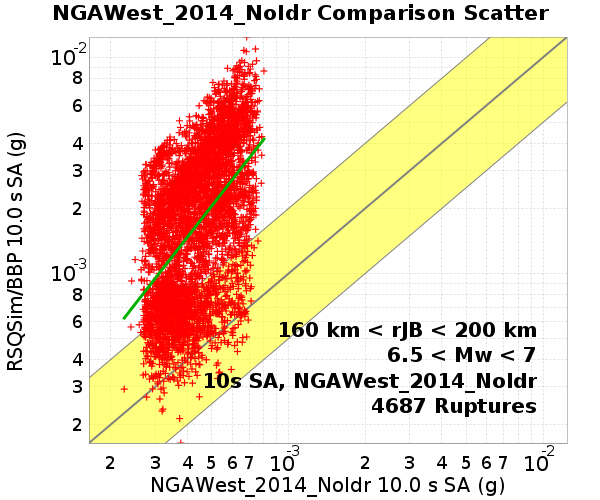 NGAWest_2014_NoIdr Comparison Scatter
RSQSim/BBP 10.0 s SA (g)
10-2
8
6
4
3
2
10-3
8
6
4
3
2
160 km < rJB < 200 km
6.5 < Mw < 7
10s SA, NGAWest_2014_NoIdr
4687 Ruptures
2 3 4 5 6 7 10-3 2 3 4 5 6 7 10-2
NGAWest_2014_NoIdr 10.0 s SA (g)